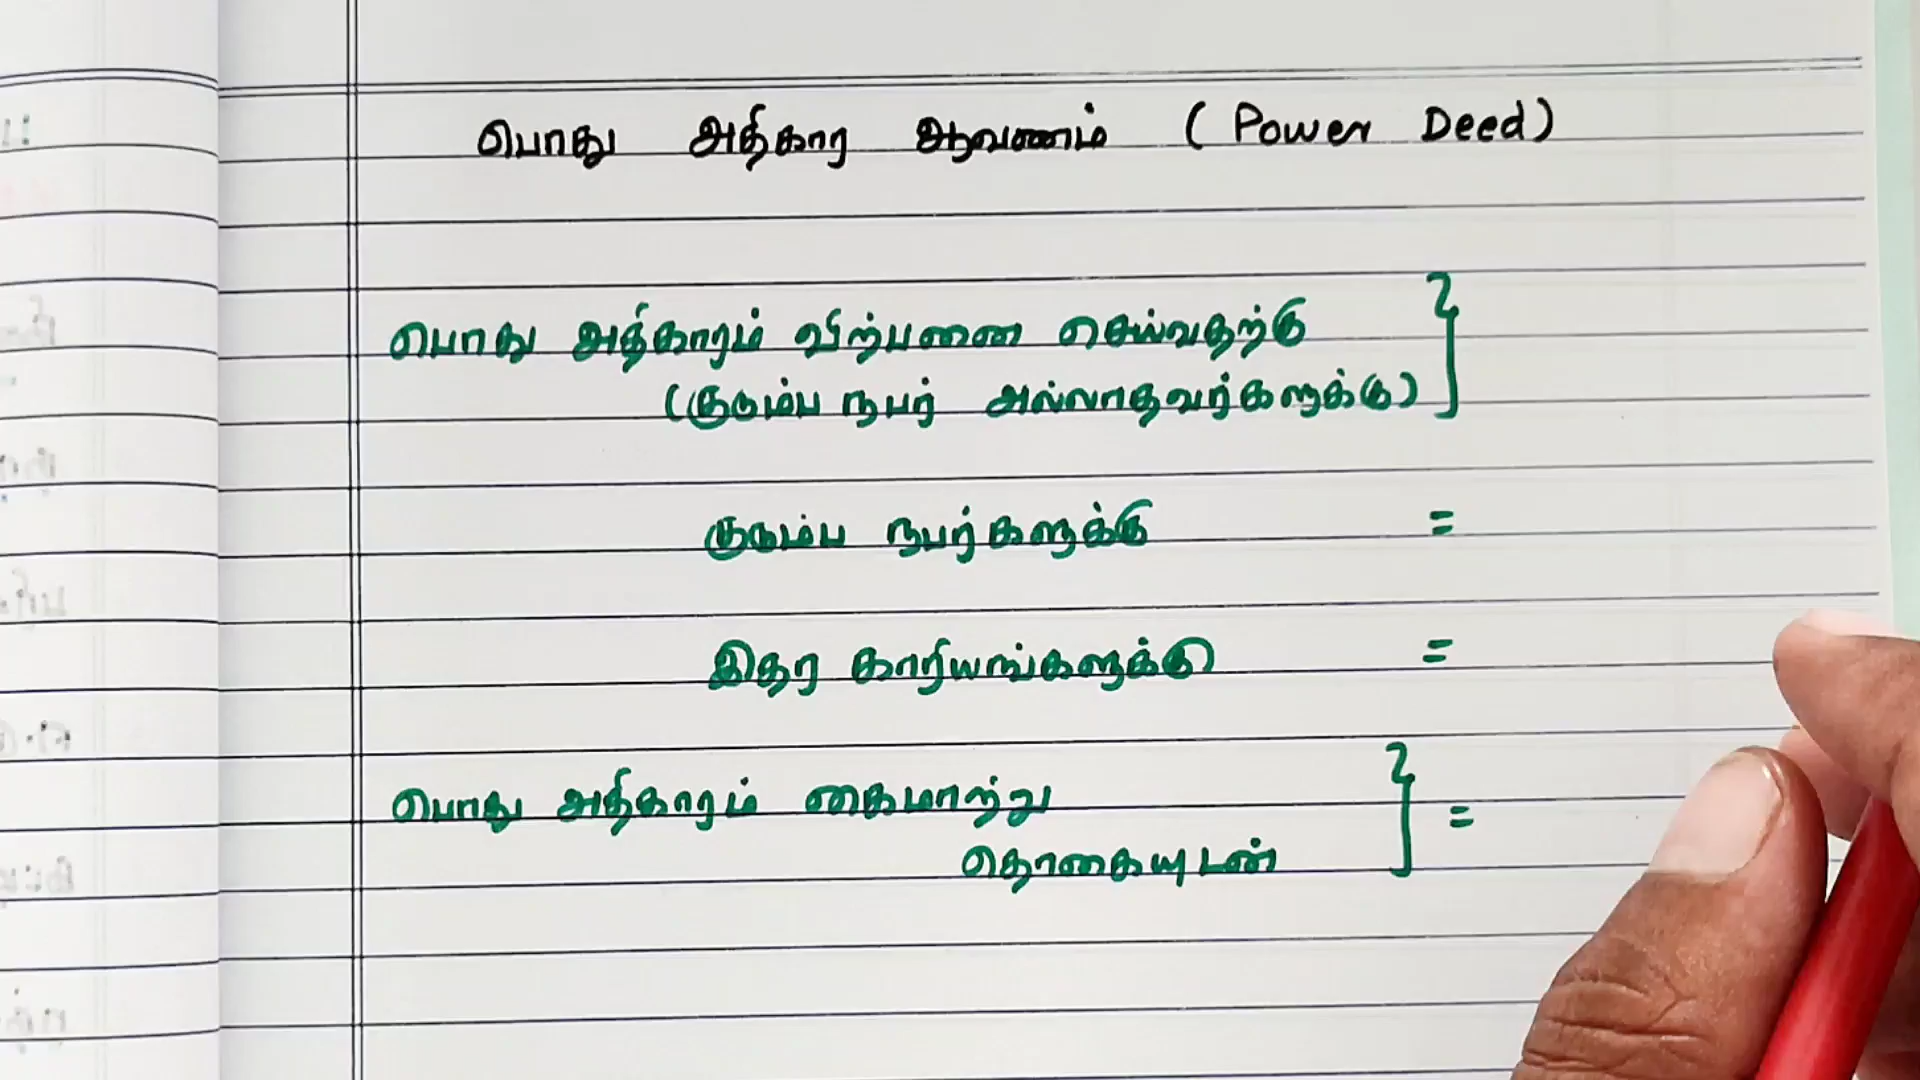 பொது அதிகார ஆவணம் ( Power Deed )
பொது அதிகாரம் விற்பனை செய்வதற்கு }
(குடும்ப நபர் அல்லாதவர்களுக்கு)
குடும்ப நபர்களுக்கு =
இதர காரியங்களுக்கு =
பொது அதிகாரம் கைமாற்று } =
தொகையுடன்